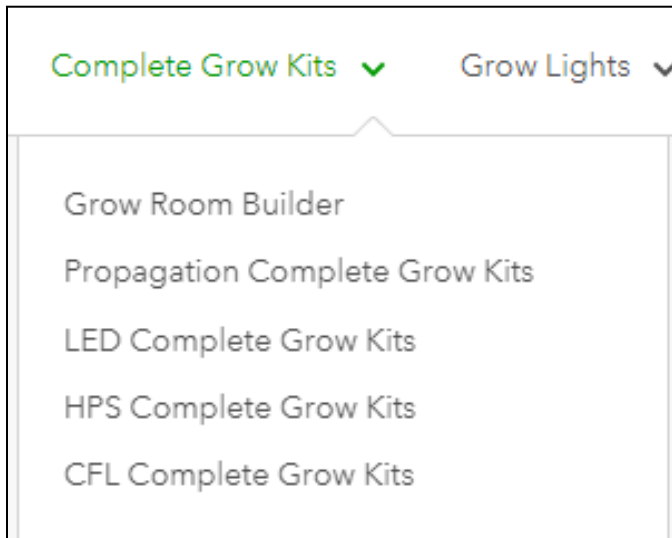 Complete Grow Kits Grow Lights
Grow Room Builder
Propagation Complete Grow Kits
LED Complete Grow Kits
HPS Complete Grow Kits
CFL Complete Grow Kits